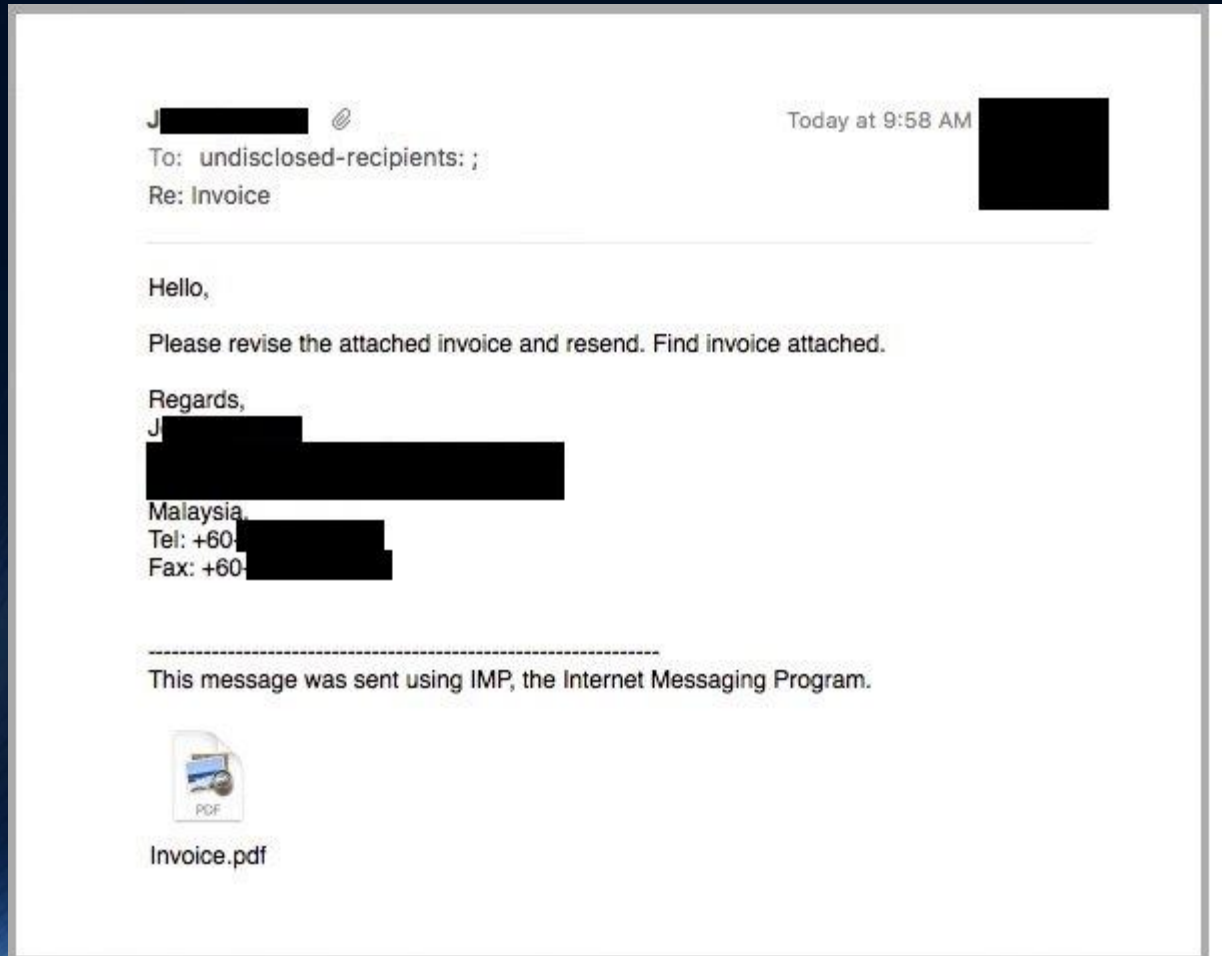 J
Today at 9:58 AM
To: undisclosed-recipients: ;
Re: Invoice
Hello,
Please revise the attached invoice and resend. Find invoice attached.
Regards,
J
Malaysia.
Tel: +60-
Fax: +60-
-----------------------------------------------------------------
This message was sent using IMP, the Internet Messaging Program.
PDF
Invoice.pdf